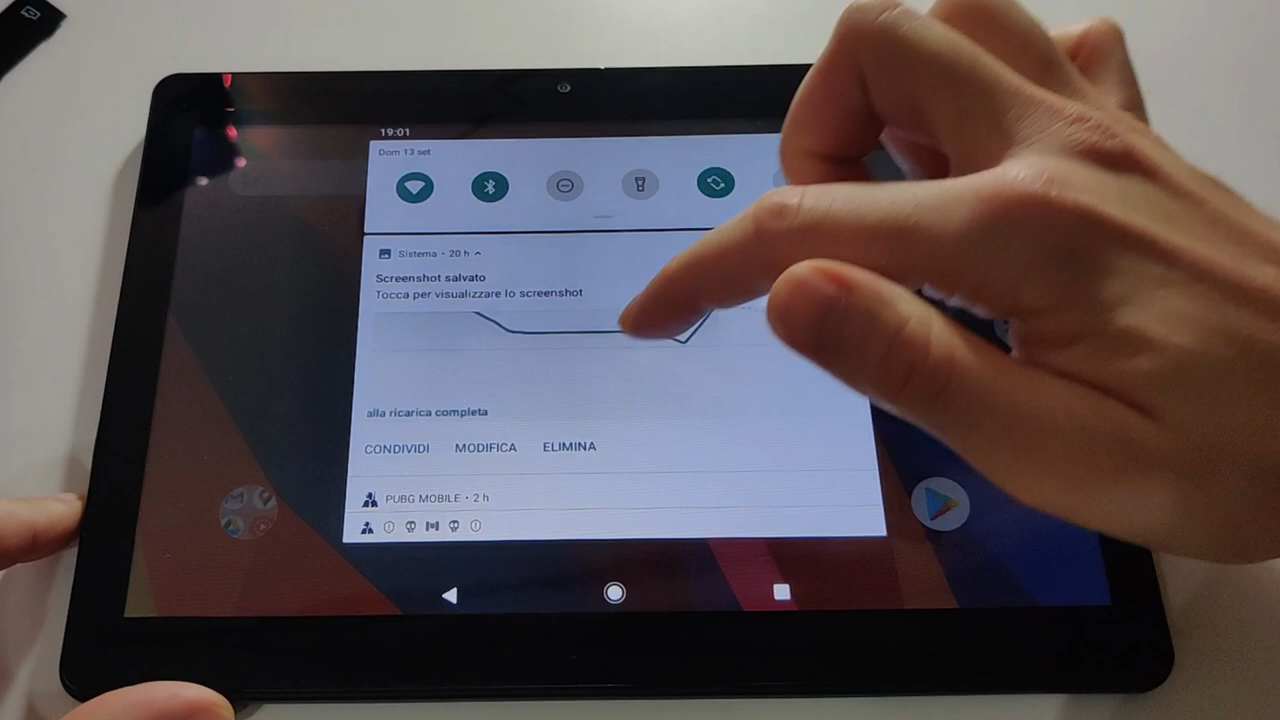 19:01
Dom 13 set
Sistema • 20 h
Screenshot salvato
Tocca per visualizzare lo screenshot
alla ricarica completa
CONDIVIDI MODIFICA ELIMINA
PUBG MOBILE • 2 h